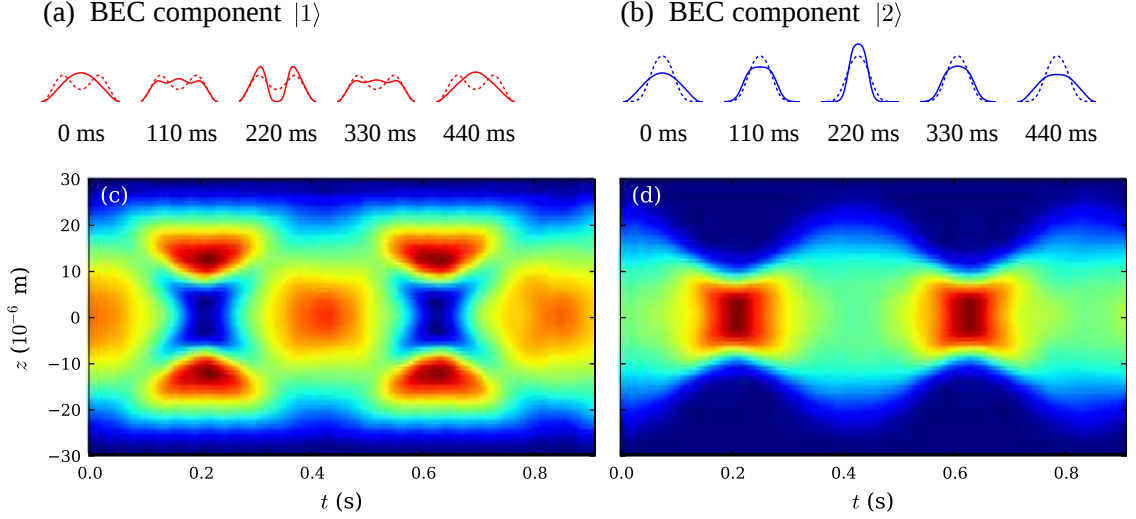 (a) BEC component |1⟩
(b) BEC component |2⟩
0 ms 110 ms 220 ms 330 ms 440 ms
0 ms 110 ms 220 ms 330 ms 440 ms
(c)
30
20
10
0
−10
−20
−30
z (10⁻⁶ m)
0.0 0.2 0.4 0.6 0.8
t (s)
(d)
0.0 0.2 0.4 0.6 0.8
t (s)